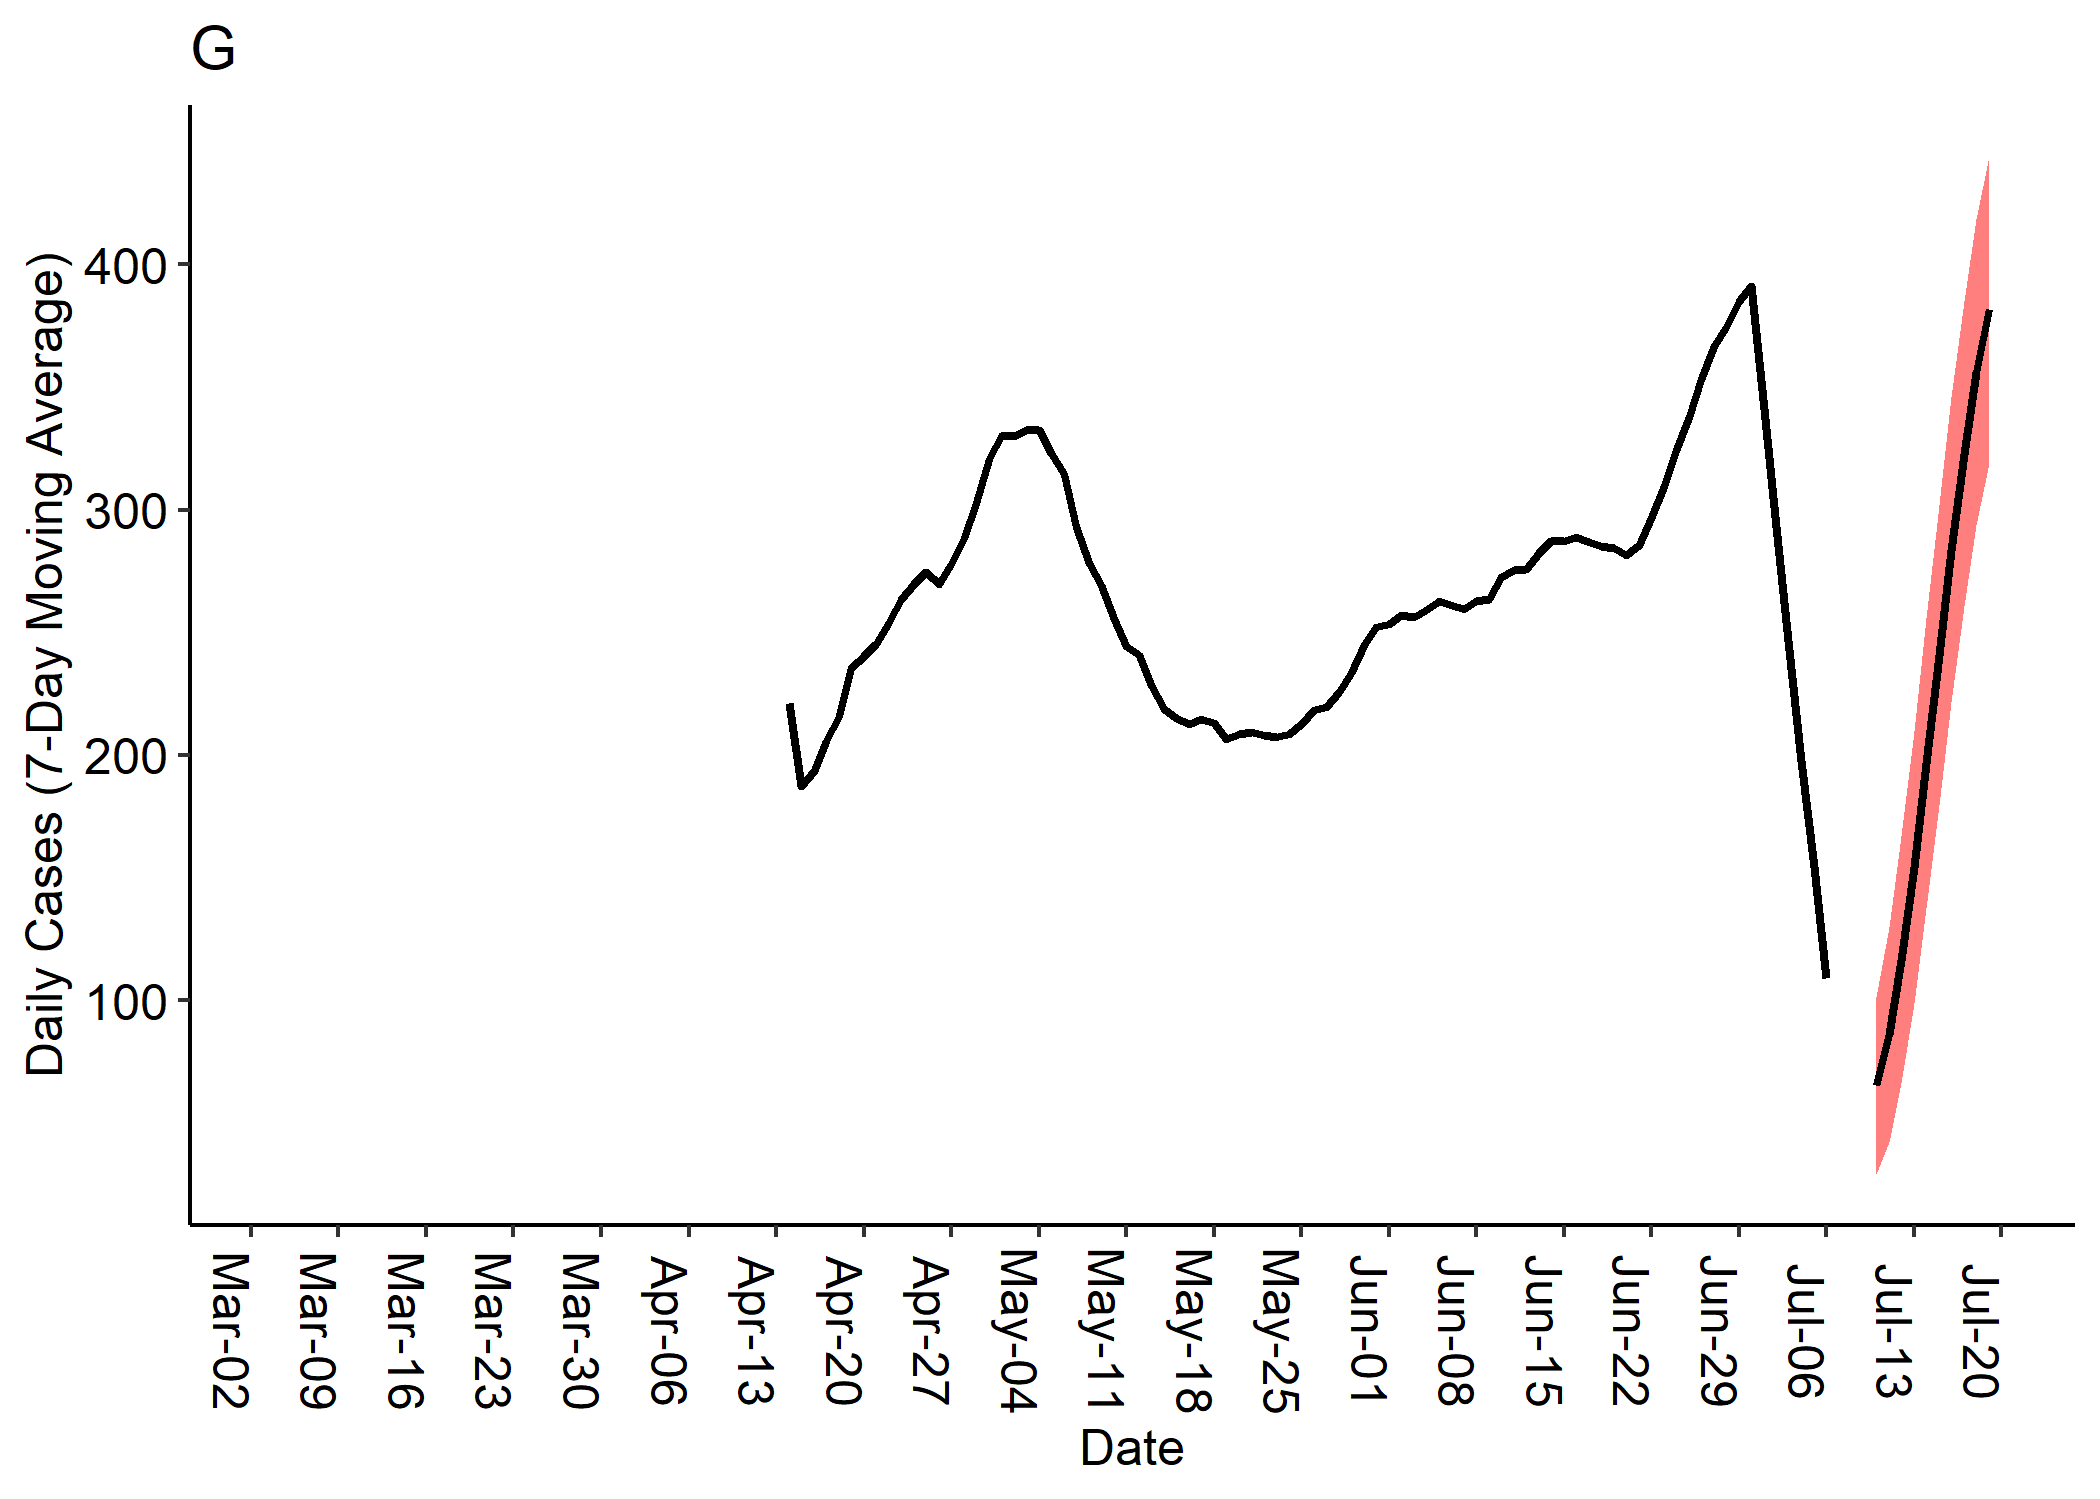 G
Daily Cases (7-Day Moving Average)
400
300
200
100
Mar-02
Mar-09
Mar-16
Mar-23
Mar-30
Apr-06
Apr-13
Apr-20
Apr-27
May-04
May-11
May-18
May-25
Jun-01
Jun-08
Jun-15
Jun-22
Jun-29
Jul-06
Jul-13
Jul-20
Date